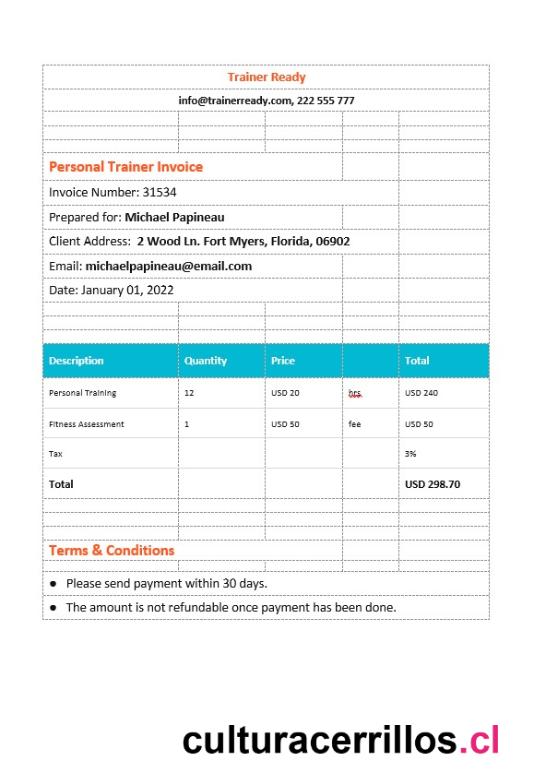 Trainer Ready
info@trainerready.com, 222 555 777
Personal Trainer Invoice
Invoice Number: 31534
Prepared for: Michael Papineau
Client Address: 2 Wood Ln. Fort Myers, Florida, 06902
Email: michaelpapineau@email.com
Date: January 01, 2022
Description Quantity Price Total
Personal Training 12 USD 20 hrs. USD 240
Fitness Assessment 1 USD 50 fee USD 50
Tax 3%
Total USD 298.70
Terms & Conditions
● Please send payment within 30 days.
● The amount is not refundable once payment has been done.
culturacerrillos.cl